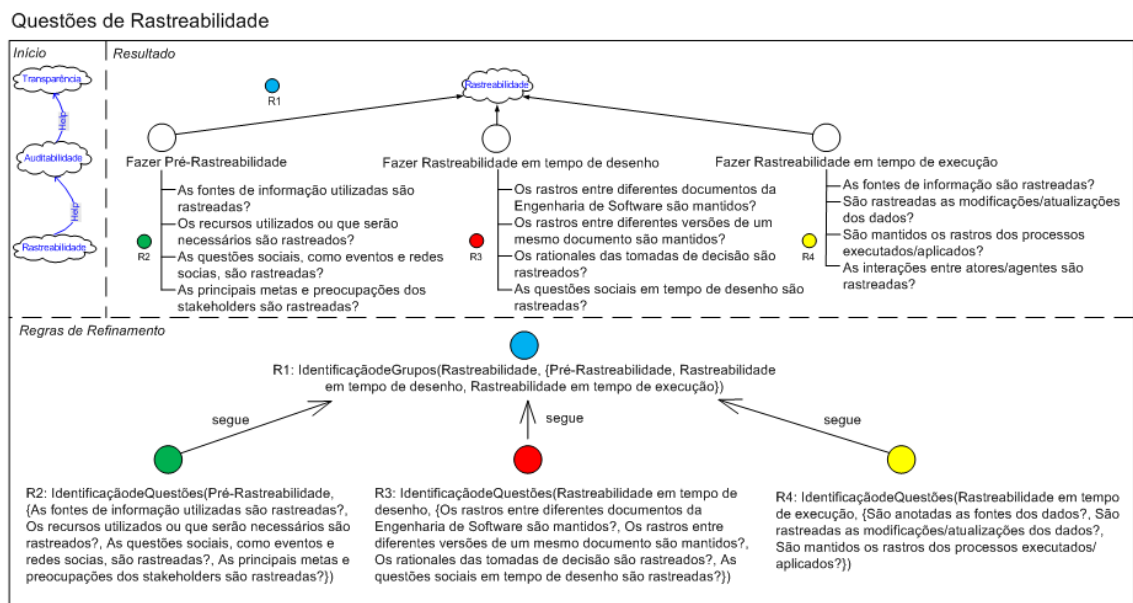 Questões de Rastreabilidade
Início
Resultado
Transparência
Help
Auditabilidade
Help
Rastreabilidade
R1
Rastreabilidade
Fazer Pré-Rastreabilidade
As fontes de informação utilizadas são
rastreadas?
Os recursos utilizados ou que serão
necessários são rastreados?
As questões sociais, como eventos e redes
socias, são rastreadas?
As principais metas e preocupações dos
stakeholders são rastreadas?
R2
Fazer Rastreabilidade em tempo de desenho
Os rastros entre diferentes documentos da
Engenharia de Software são mantidos?
Os rastros entre diferentes versões de um
mesmo documento são mantidos?
Os rationales das tomadas de decisão são
rastreados?
As questões sociais em tempo de desenho são
rastreadas?
R3
Fazer Rastreabilidade em tempo de execução
As fontes de informação são rastreadas?
São rastreadas as modificações/atualizações
dos dados?
São mantidos os rastros dos processos
executados/aplicados?
As interações entre atores/agentes são
rastreadas?
R4
Regras de Refinamento
R1: IdentificaçãodeGrupos(Rastreabilidade, {Pré-Rastreabilidade, Rastreabilidade
em tempo de desenho, Rastreabilidade em tempo de execução})
segue
segue
segue
R2: IdentificaçãodeQuestões(Pré-Rastreabilidade,
{As fontes de informação utilizadas são rastreadas?,
Os recursos utilizados ou que serão necessários são
rastreados?, As questões sociais, como eventos e
redes socias, são rastreadas?, As principais metas e
preocupações dos stakeholders são rastreadas?})
R3: IdentificaçãodeQuestões(Rastreabilidade em tempo de
desenho, {Os rastros entre diferentes documentos da
Engenharia de Software são mantidos?, Os rastros entre
diferentes versões de um mesmo documento são mantidos?,
Os rationales das tomadas de decisão são rastreados?, As
questões sociais em tempo de desenho são rastreadas?})
R4: IdentificaçãodeQuestões(Rastreabilidade em tempo
de execução, {São anotadas as fontes dos dados?, São
rastreadas as modificações/atualizações dos dados?,
São mantidos os rastros dos processos executados/
aplicados?})